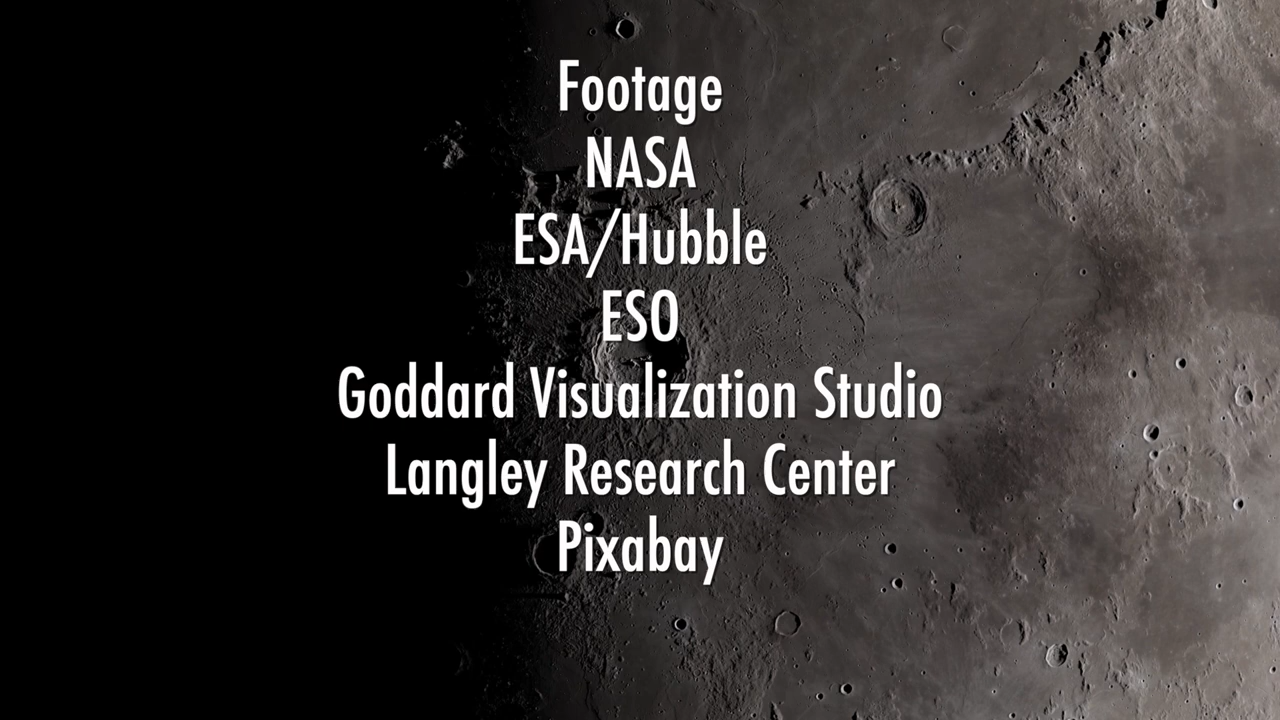 Footage
NASA
ESA/Hubble
ESO
Goddard Visualization Studio
Langley Research Center
Pixabay